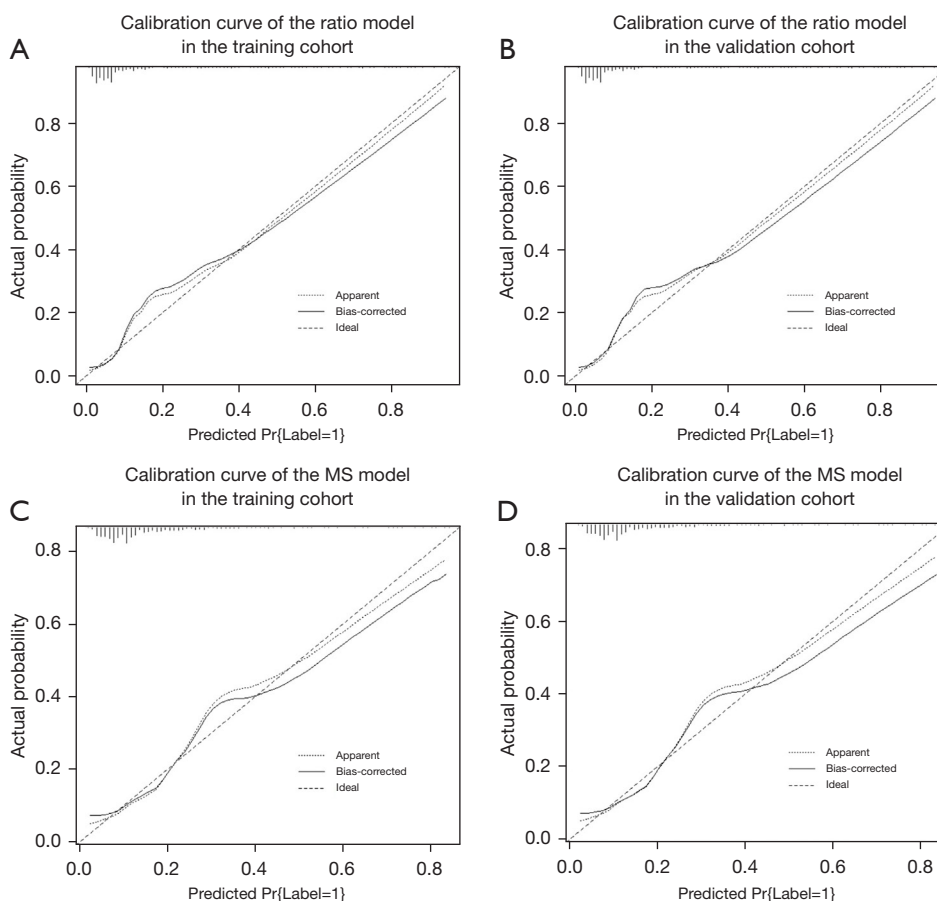 A
Calibration curve of the ratio model
in the training cohort
Actual probability
0.8
0.6
0.4
0.2
0.0
Apparent
Bias-corrected
Ideal
0.0 0.2 0.4 0.6 0.8
Predicted Pr{Label=1}
B
Calibration curve of the ratio model
in the validation cohort
Actual probability
0.8
0.6
0.4
0.2
0.0
Apparent
Bias-corrected
Ideal
0.0 0.2 0.4 0.6 0.8
Predicted Pr{Label=1}
C
Calibration curve of the MS model
in the training cohort
Actual probability
0.8
0.6
0.4
0.2
0.0
Apparent
Bias-corrected
Ideal
0.0 0.2 0.4 0.6 0.8
Predicted Pr{Label=1}
D
Calibration curve of the MS model
in the validation cohort
Actual probability
0.8
0.6
0.4
0.2
0.0
Apparent
Bias-corrected
Ideal
0.0 0.2 0.4 0.6 0.8
Predicted Pr{Label=1}